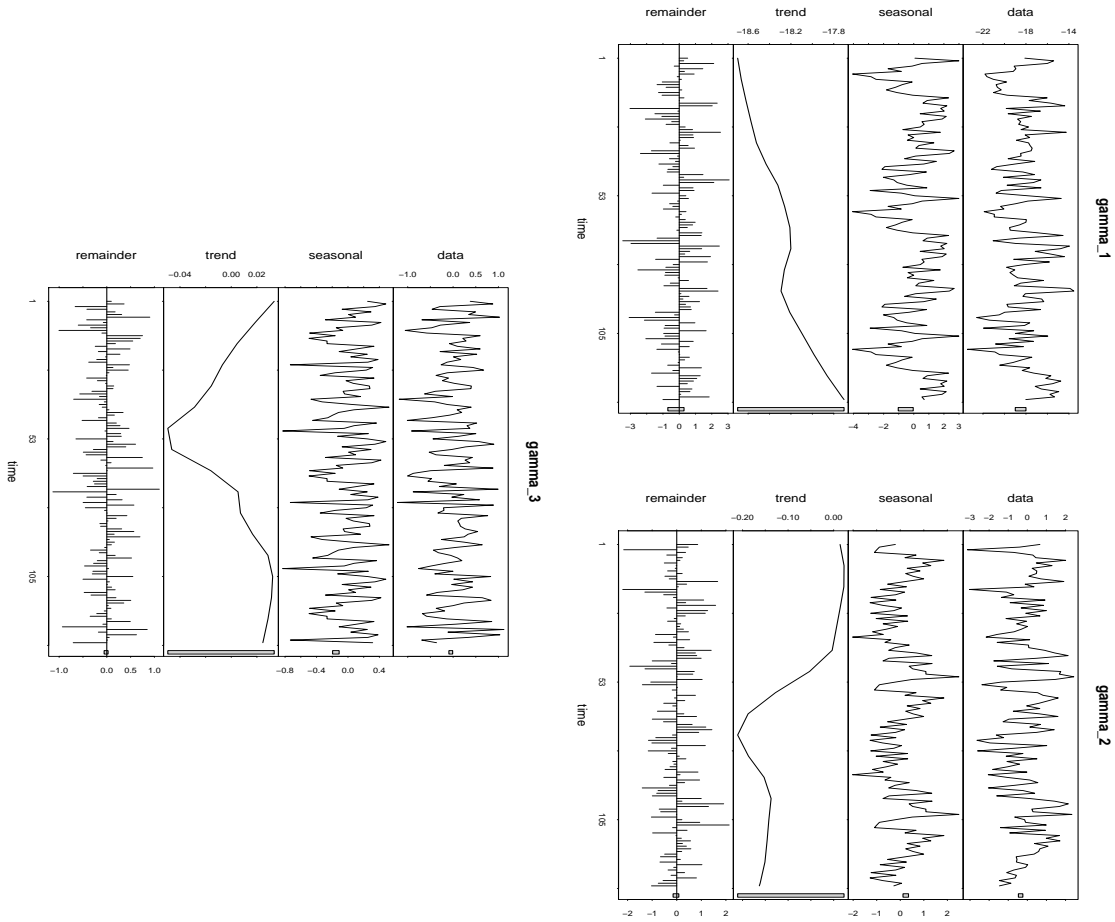 gamma_1
data
-22 -18 -14
seasonal
-4 -2 0 1 2 3
trend
-18.6 -18.2 -17.8
remainder
-3 -2 -1 0 1 2 3
1 53 105
time
gamma_2
data
-3 -2 -1 0 1 2
seasonal
-2 -1 0 1 2
trend
-0.20 -0.10 0.00
remainder
-2 -1 0 1 2
1 53 105
time
gamma_3
data
-1.0 0.0 0.5 1.0
seasonal
-0.8 -0.4 0.0 0.4
trend
-0.04 0.00 0.02
remainder
-1.0 0.0 0.5 1.0
1 53 105
time